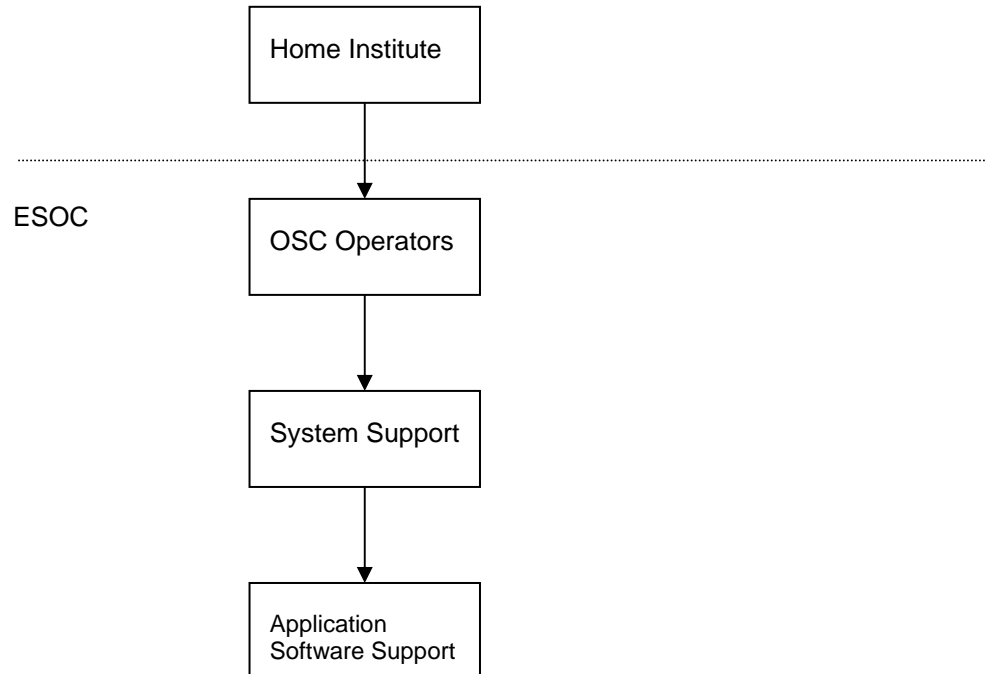 Home Institute
ESOC
OSC Operators
System Support
Application
Software Support